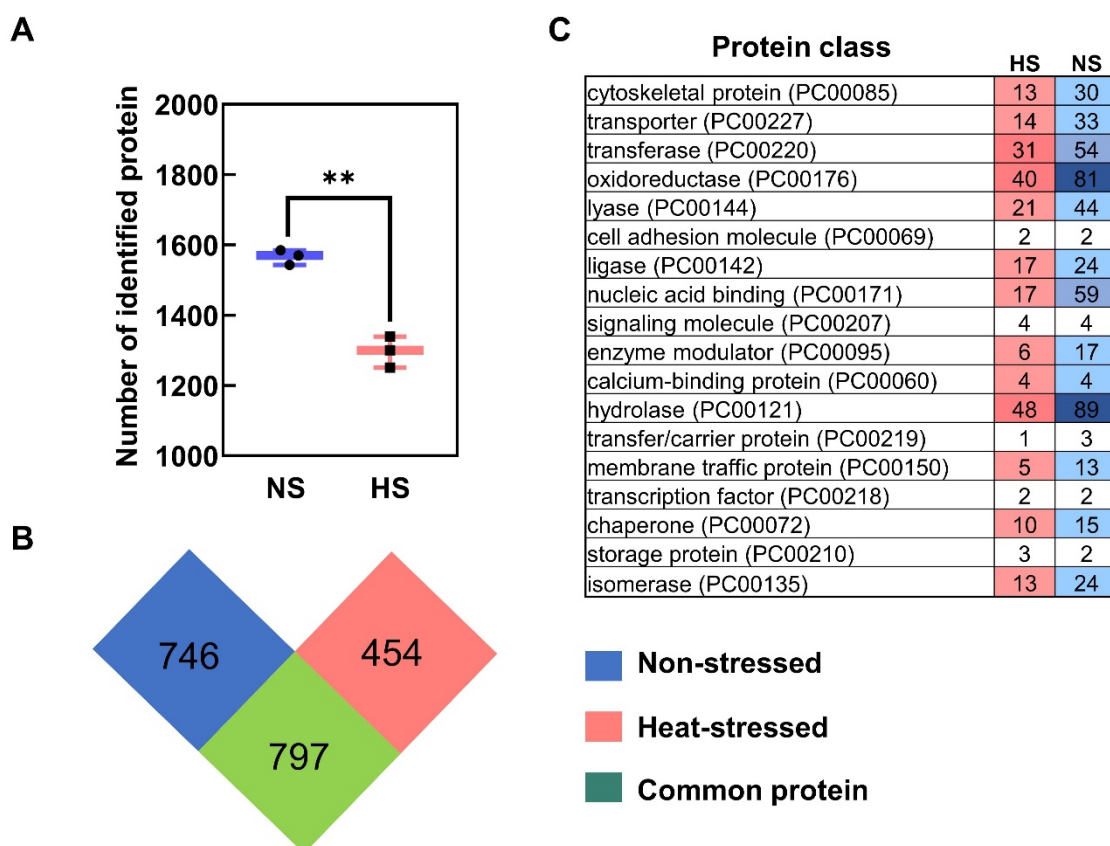 A
Number of identified protein
2000
1800
1600
1400
1200
1000
**
NS HS
B
746 454
797
C
Protein class HS NS
cytoskeletal protein (PC00085) 13 30
transporter (PC00227) 14 33
transferase (PC00220) 31 54
oxidoreductase (PC00176) 40 81
lyase (PC00144) 21 44
cell adhesion molecule (PC00069) 2 2
ligase (PC00142) 17 24
nucleic acid binding (PC00171) 17 59
signaling molecule (PC00207) 4 4
enzyme modulator (PC00095) 6 17
calcium-binding protein (PC00060) 4 4
hydrolase (PC00121) 48 89
transfer/carrier protein (PC00219) 1 3
membrane traffic protein (PC00150) 5 13
transcription factor (PC00218) 2 2
chaperone (PC00072) 10 15
storage protein (PC00210) 3 2
isomerase (PC00135) 13 24
Non-stressed
Heat-stressed
Common protein